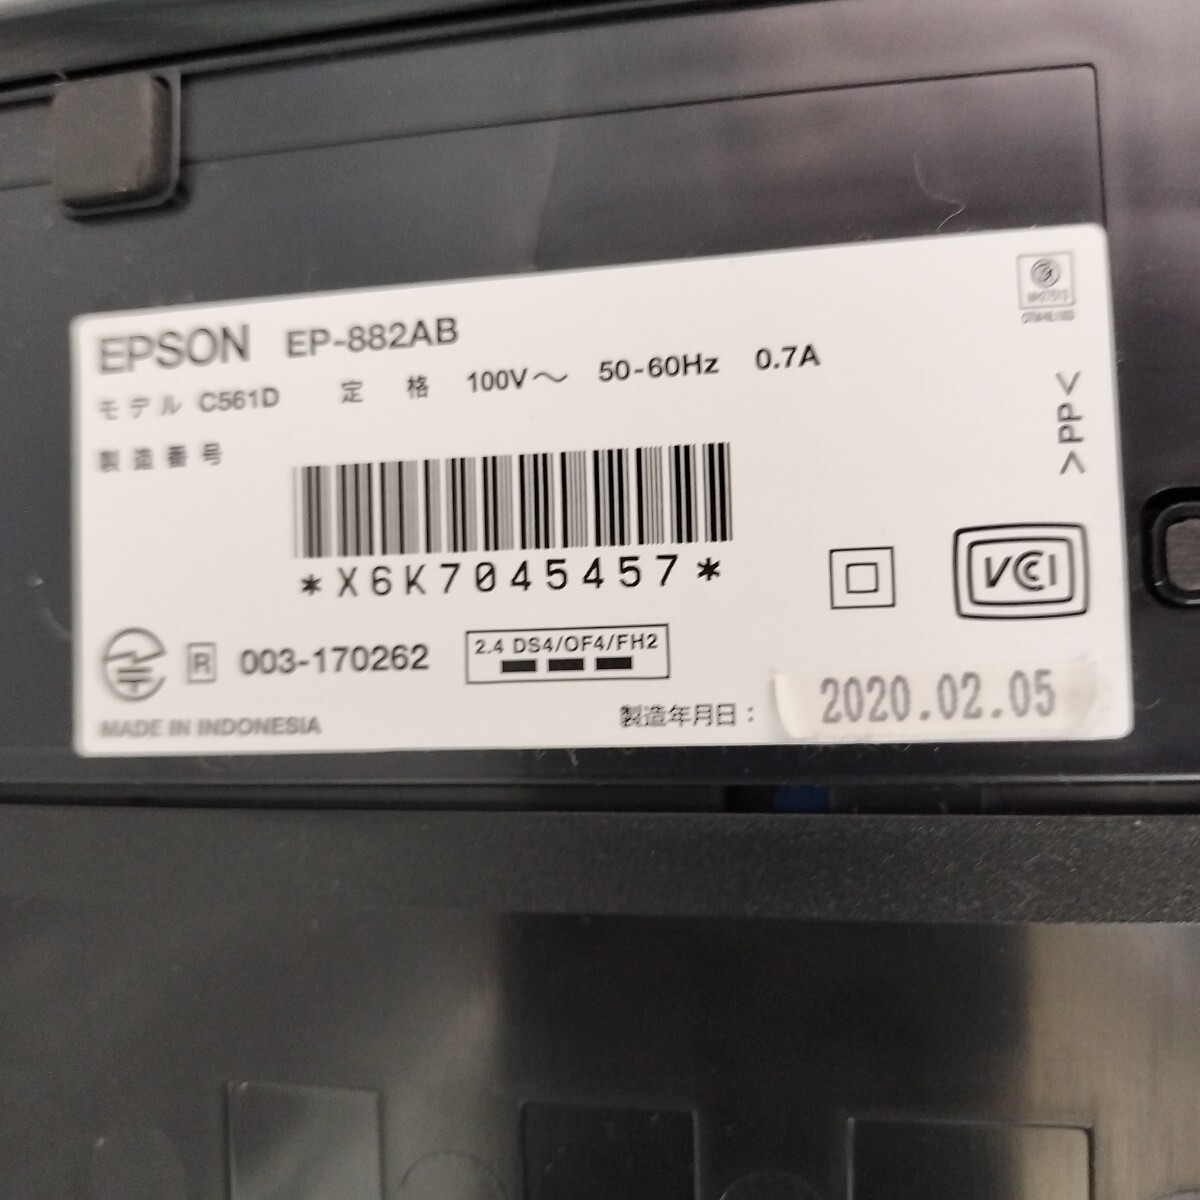 EPSON EP-882AB
モデル C561D 定格 100V～ 50-60Hz 0.7A
製造番号
*X6K7045457*
R 003-170262
2.4 DS4/OF4/FH2
MADE IN INDONESIA
製造年月日： 2020.02.05
VCCI
>PP<